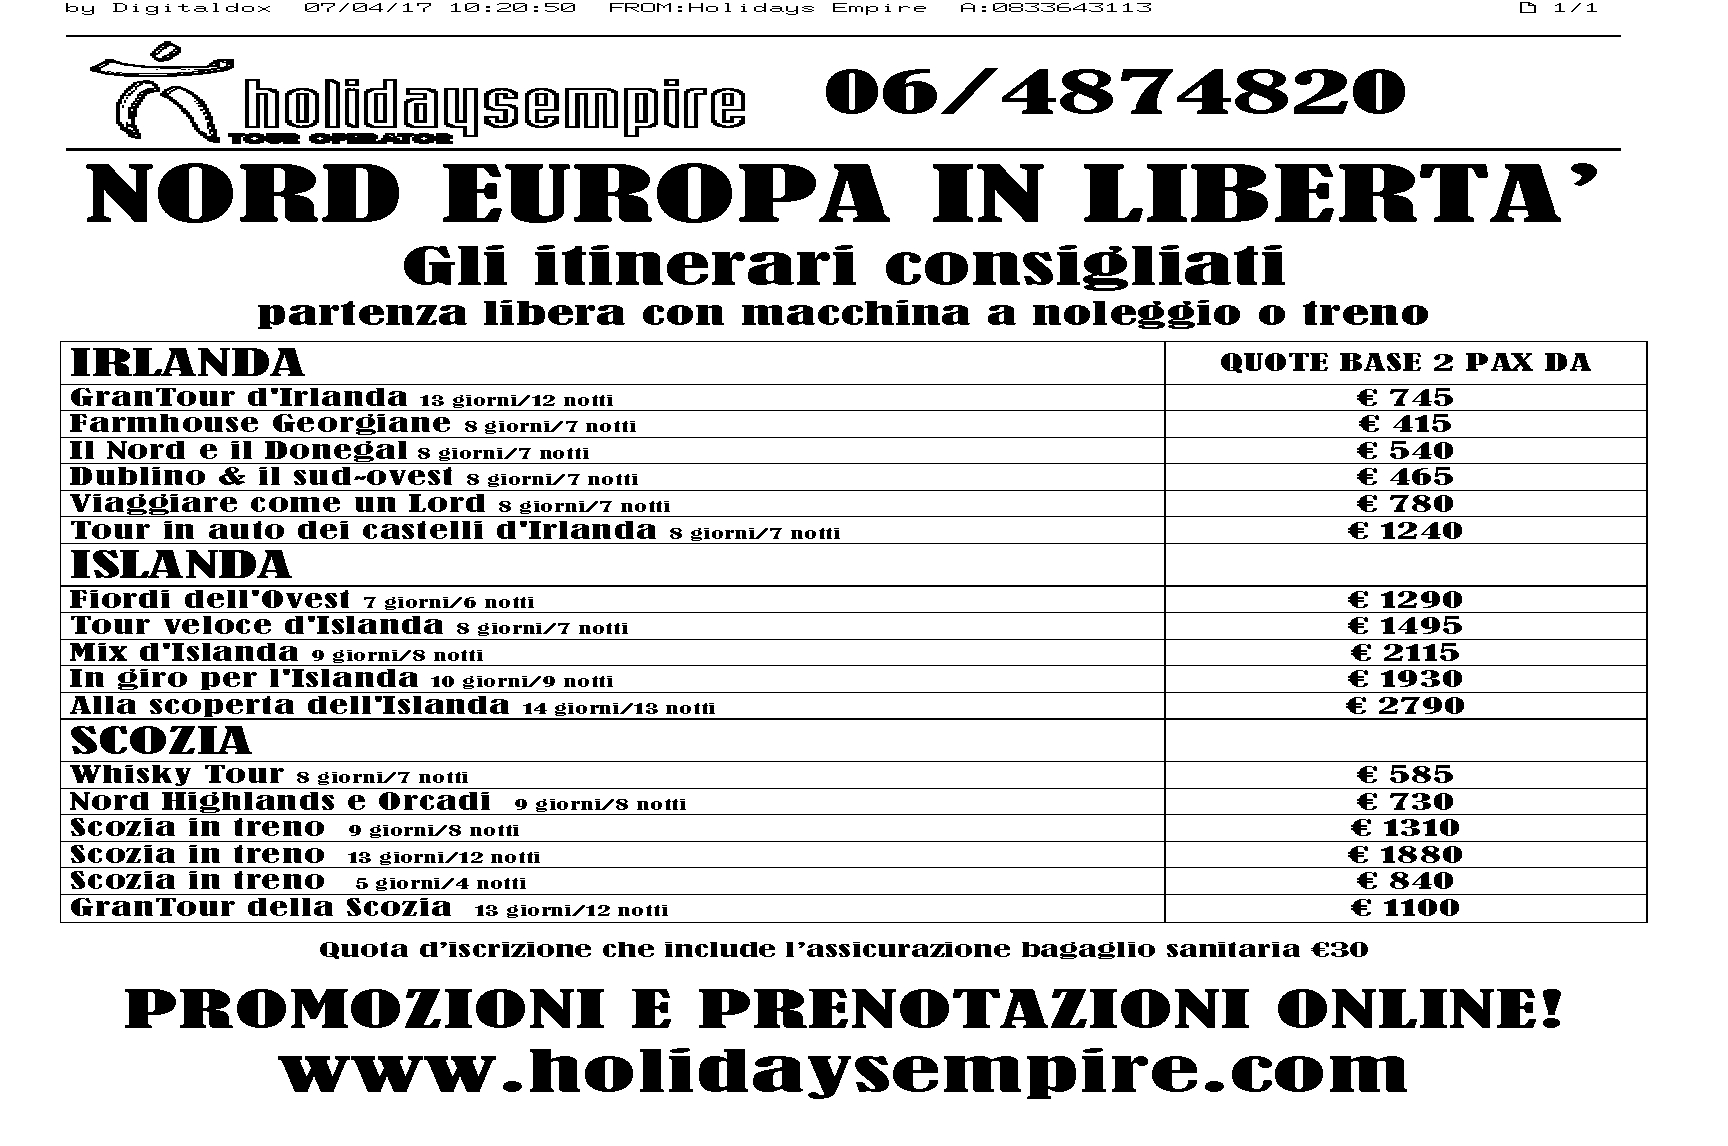 by Digitaldox 07/04/17 10:20:50 FROM:Holidays Empire A:0833643113 1/1
holidaysempire 06/4874820
TOUR OPERATOR
NORD EUROPA IN LIBERTA’
Gli itinerari consigliati
partenza libera con macchina a noleggio o treno
IRLANDA QUOTE BASE 2 PAX DA
GranTour d'Irlanda 13 giorni/12 notti € 745
Farmhouse Georgiane 8 giorni/7 notti € 415
Il Nord e il Donegal 8 giorni/7 notti € 540
Dublino & il sud~ovest 8 giorni/7 notti € 465
Viaggiare come un Lord 8 giorni/7 notti € 780
Tour in auto dei castelli d'Irlanda 8 giorni/7 notti € 1240
ISLANDA
Fiordi dell'Ovest 7 giorni/6 notti € 1290
Tour veloce d'Islanda 8 giorni/7 notti € 1495
Mix d'Islanda 9 giorni/8 notti € 2115
In giro per l'Islanda 10 giorni/9 notti € 1930
Alla scoperta dell'Islanda 14 giorni/13 notti € 2790
SCOZIA
Whisky Tour 8 giorni/7 notti € 585
Nord Highlands e Orcadi 9 giorni/8 notti € 730
Scozia in treno 9 giorni/8 notti € 1310
Scozia in treno 13 giorni/12 notti € 1880
Scozia in treno 5 giorni/4 notti € 840
GranTour della Scozia 13 giorni/12 notti € 1100
Quota d’iscrizione che include l’assicurazione bagaglio sanitaria €30
PROMOZIONI E PRENOTAZIONI ONLINE!
www.holidaysempire.com